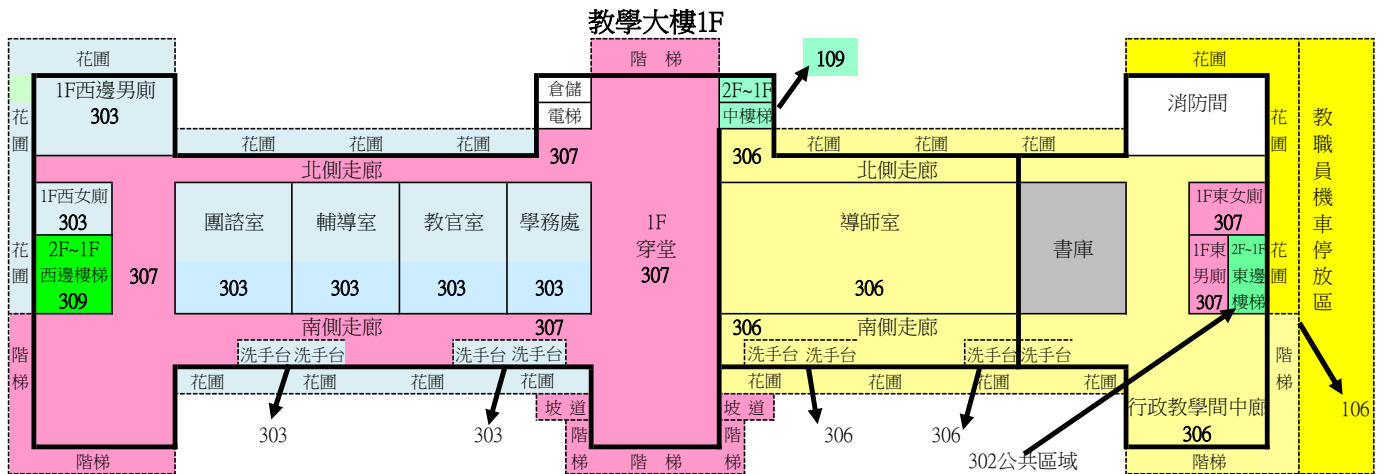 教學大樓1F
花圃
階 梯
109
花圃
1F西邊男廁
303
倉儲
電梯
2F~1F
中樓梯
消防間
花圃
花圃
教職員機車停放區
花圃
花圃
花圃
307
306
花圃
花圃
花圃
北側走廊
北側走廊
1F西女廁
303
團諮室
303
輔導室
303
教官室
303
學務處
303
1F
穿堂
307
導師室
306
書庫
1F東女廁
307
花圃
2F~1F
西邊樓梯
309
307
1F東
男廁
307
2F~1F
東邊
樓梯
花圃
南側走廊
307
306
南側走廊
階梯
洗手台 洗手台
洗手台 洗手台
洗手台 洗手台
洗手台 洗手台
階梯
花圃
花圃
花圃
花圃
花圃
花圃
花圃
花圃
坡 道
坡 道
行政教學間中廊
306
106
303
303
306
306
階梯
階梯
302公共區域
階梯
階 梯
階梯